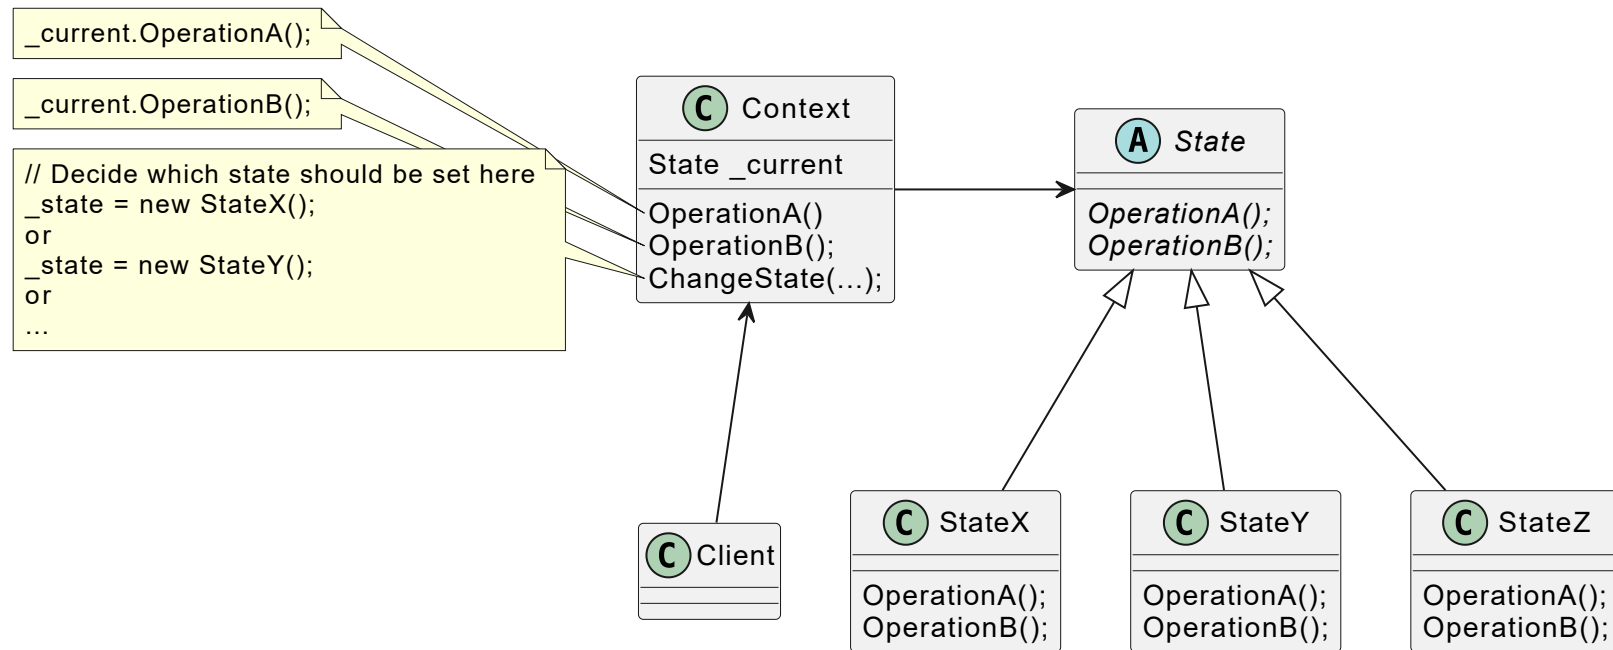 _current.OperationA();
_current.OperationB();
// Decide which state should be set here
_state = new StateX();
or
_state = new StateY();
or
...
C Context
State _current
OperationA()
OperationB();
ChangeState(...);
A State
OperationA();
OperationB();
C Client
C StateX
OperationA();
OperationB();
C StateY
OperationA();
OperationB();
C StateZ
OperationA();
OperationB();